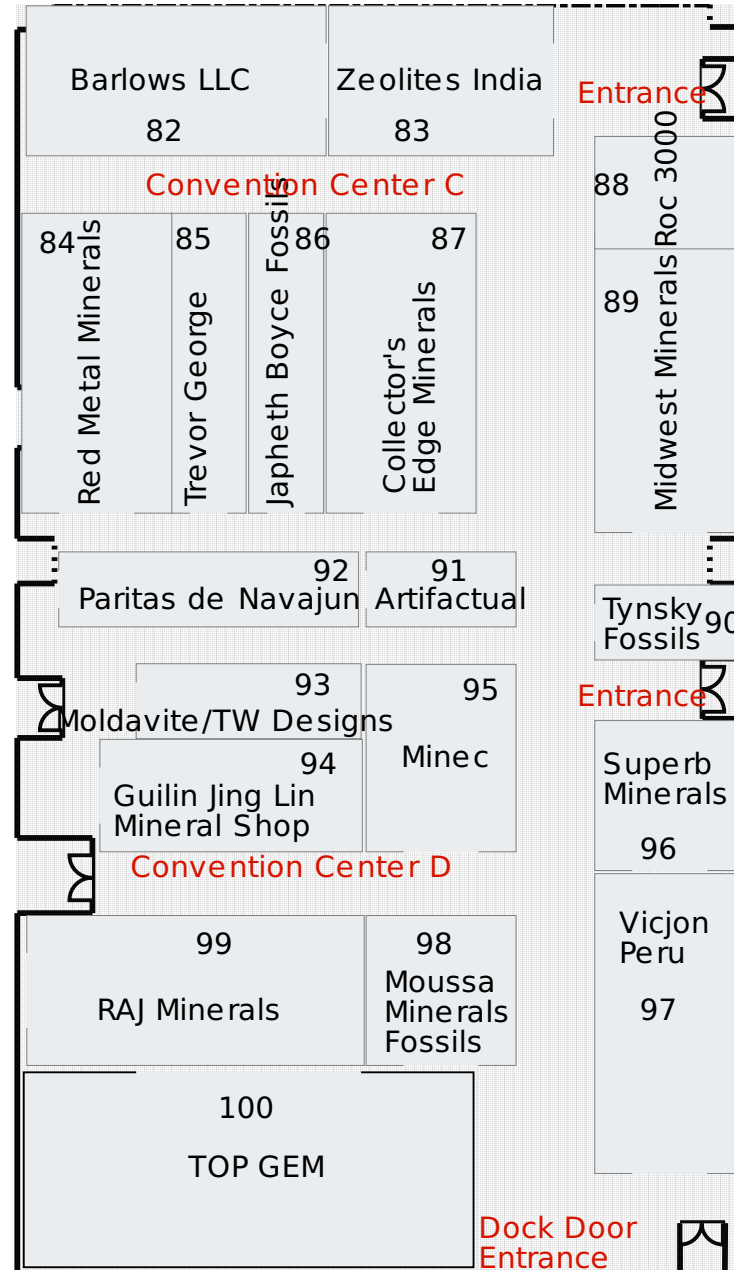 Barlows LLC
82
Zeolites India
83
Entrance
Convention Center C
88
Roc 3000
84
Red Metal Minerals
85
Trevor George
86
Japheth Boyce Fossils
87
Collector's
Edge Minerals
89
Midwest Minerals
92
Paritas de Navajun
91
Artifactual
Tynsky
Fossils
90
93
Moldavite/TW Designs
95
Minec
Entrance
94
Guilin Jing Lin
Mineral Shop
Superb
Minerals
96
Convention Center D
99
RAJ Minerals
98
Moussa
Minerals
Fossils
Vicjon
Peru
97
100
TOP GEM
Dock Door
Entrance